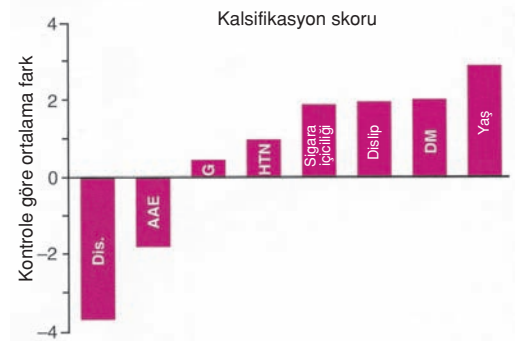 Kalsifikasyon skoru
Kontrole göre ortalama fark
4
2
0
–2
–4
Dis.
AAE
G
HTN
Sigara
içiciliği
Dislip
DM
Yaş